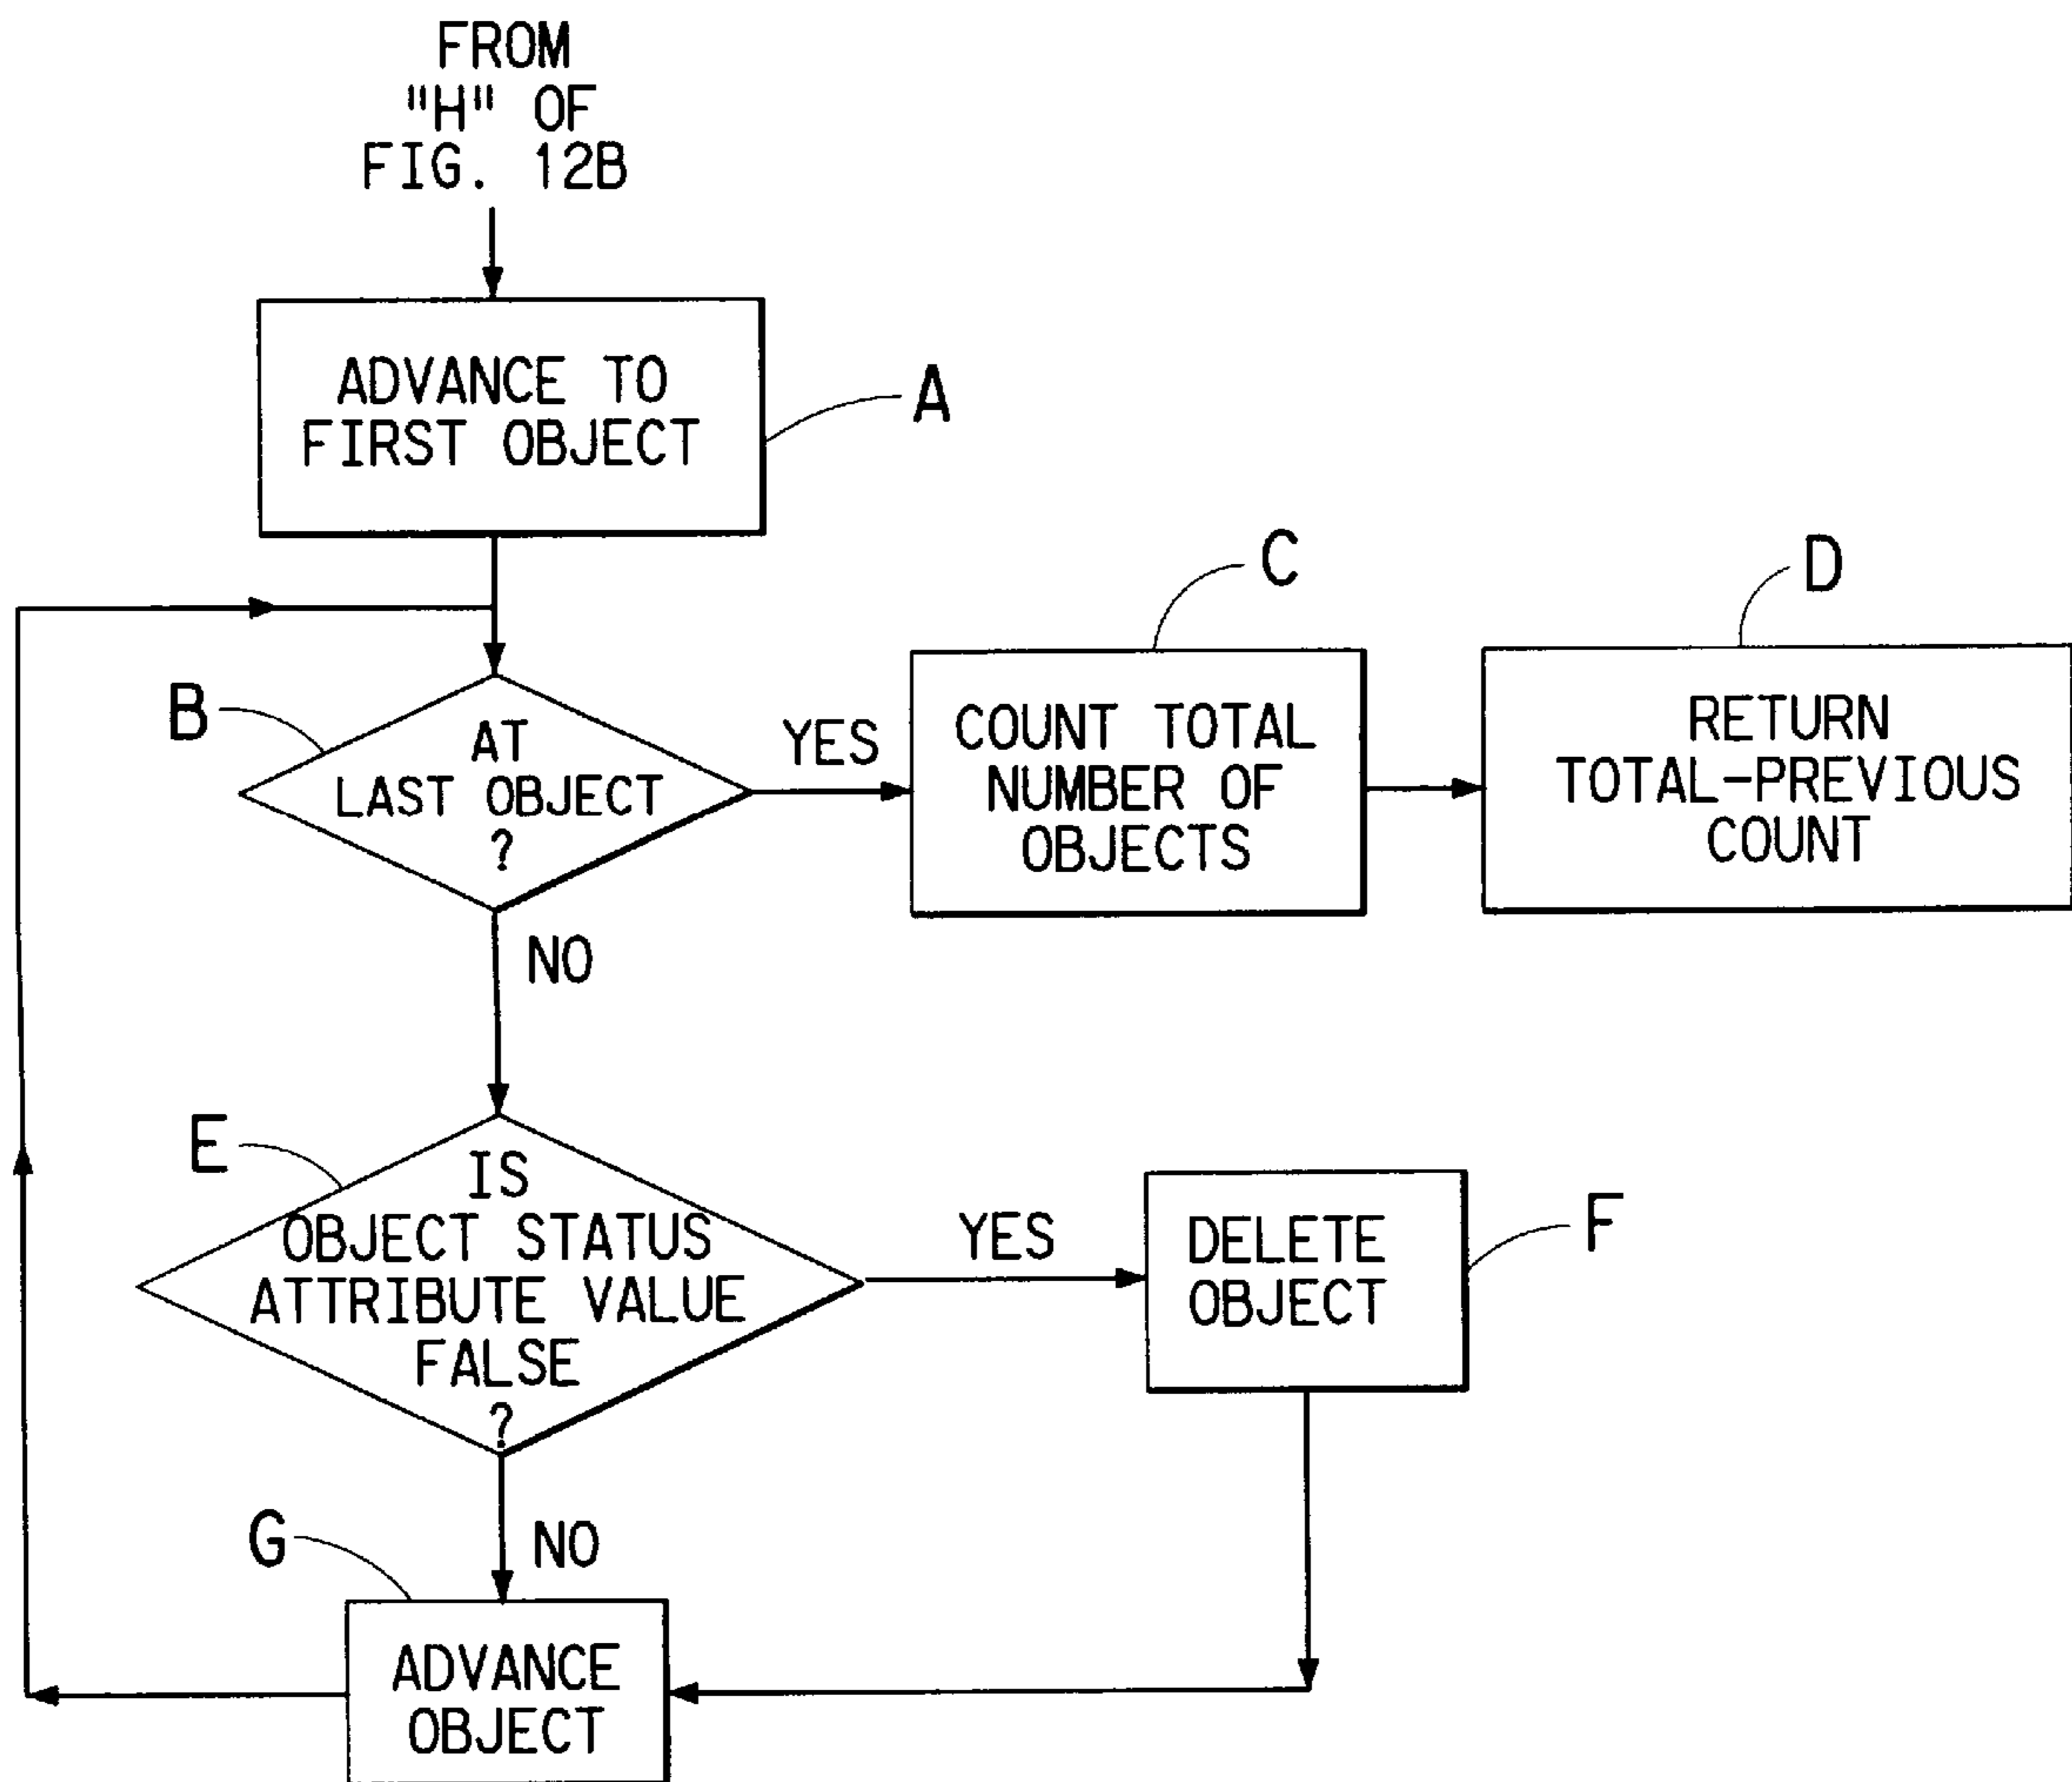 FROM
"H" OF
FIG. 12B
ADVANCE TO
FIRST OBJECT
A
B
AT
LAST OBJECT
?
YES
C
COUNT TOTAL
NUMBER OF
OBJECTS
D
RETURN
TOTAL-PREVIOUS
COUNT
NO
E
IS
OBJECT STATUS
ATTRIBUTE VALUE
FALSE
?
YES
DELETE
OBJECT
F
NO
G
ADVANCE
OBJECT